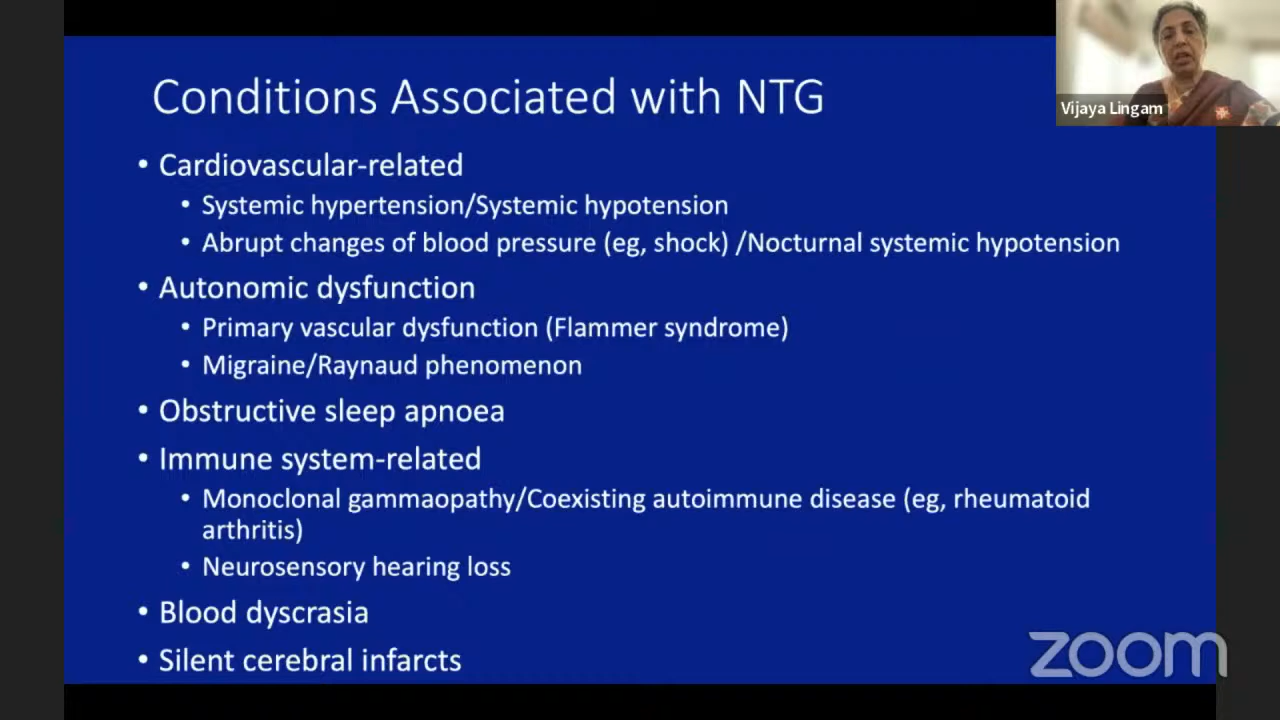 Conditions Associated with NTG
Vijaya Lingam
• Cardiovascular-related
• Systemic hypertension/Systemic hypotension
• Abrupt changes of blood pressure (eg, shock) /Nocturnal systemic hypotension
• Autonomic dysfunction
• Primary vascular dysfunction (Flammer syndrome)
• Migraine/Raynaud phenomenon
• Obstructive sleep apnoea
• Immune system-related
• Monoclonal gammaopathy/Coexisting autoimmune disease (eg, rheumatoid
arthritis)
• Neurosensory hearing loss
• Blood dyscrasia
• Silent cerebral infarcts
zoom